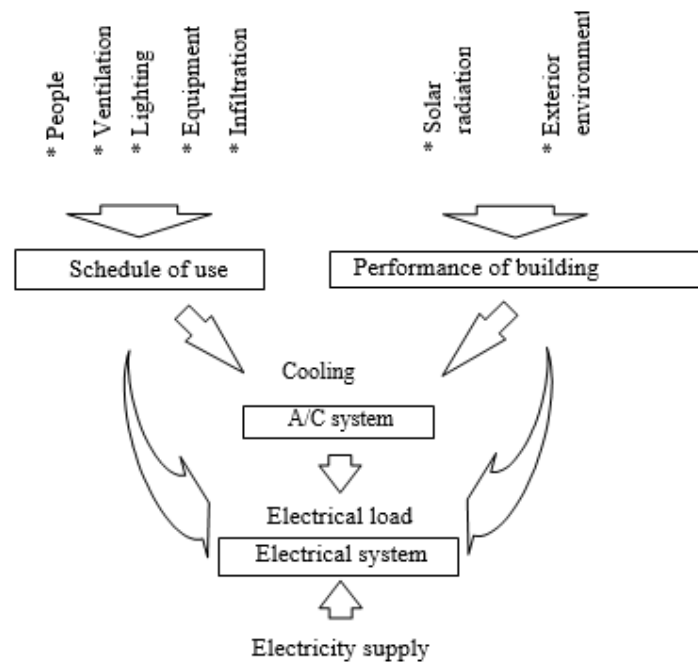 * People
* Ventilation
* Lighting
* Equipment
* Infiltration
* Solar
radiation
* Exterior
environment
Schedule of use
Performance of building
Cooling
A/C system
Electrical load
Electrical system
Electricity supply